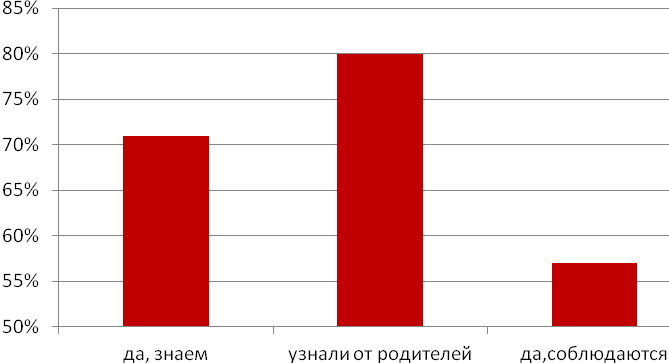 85%
80%
75%
70%
65%
60%
55%
50%
да, знаем
узнали от родителей
да,соблюдаются